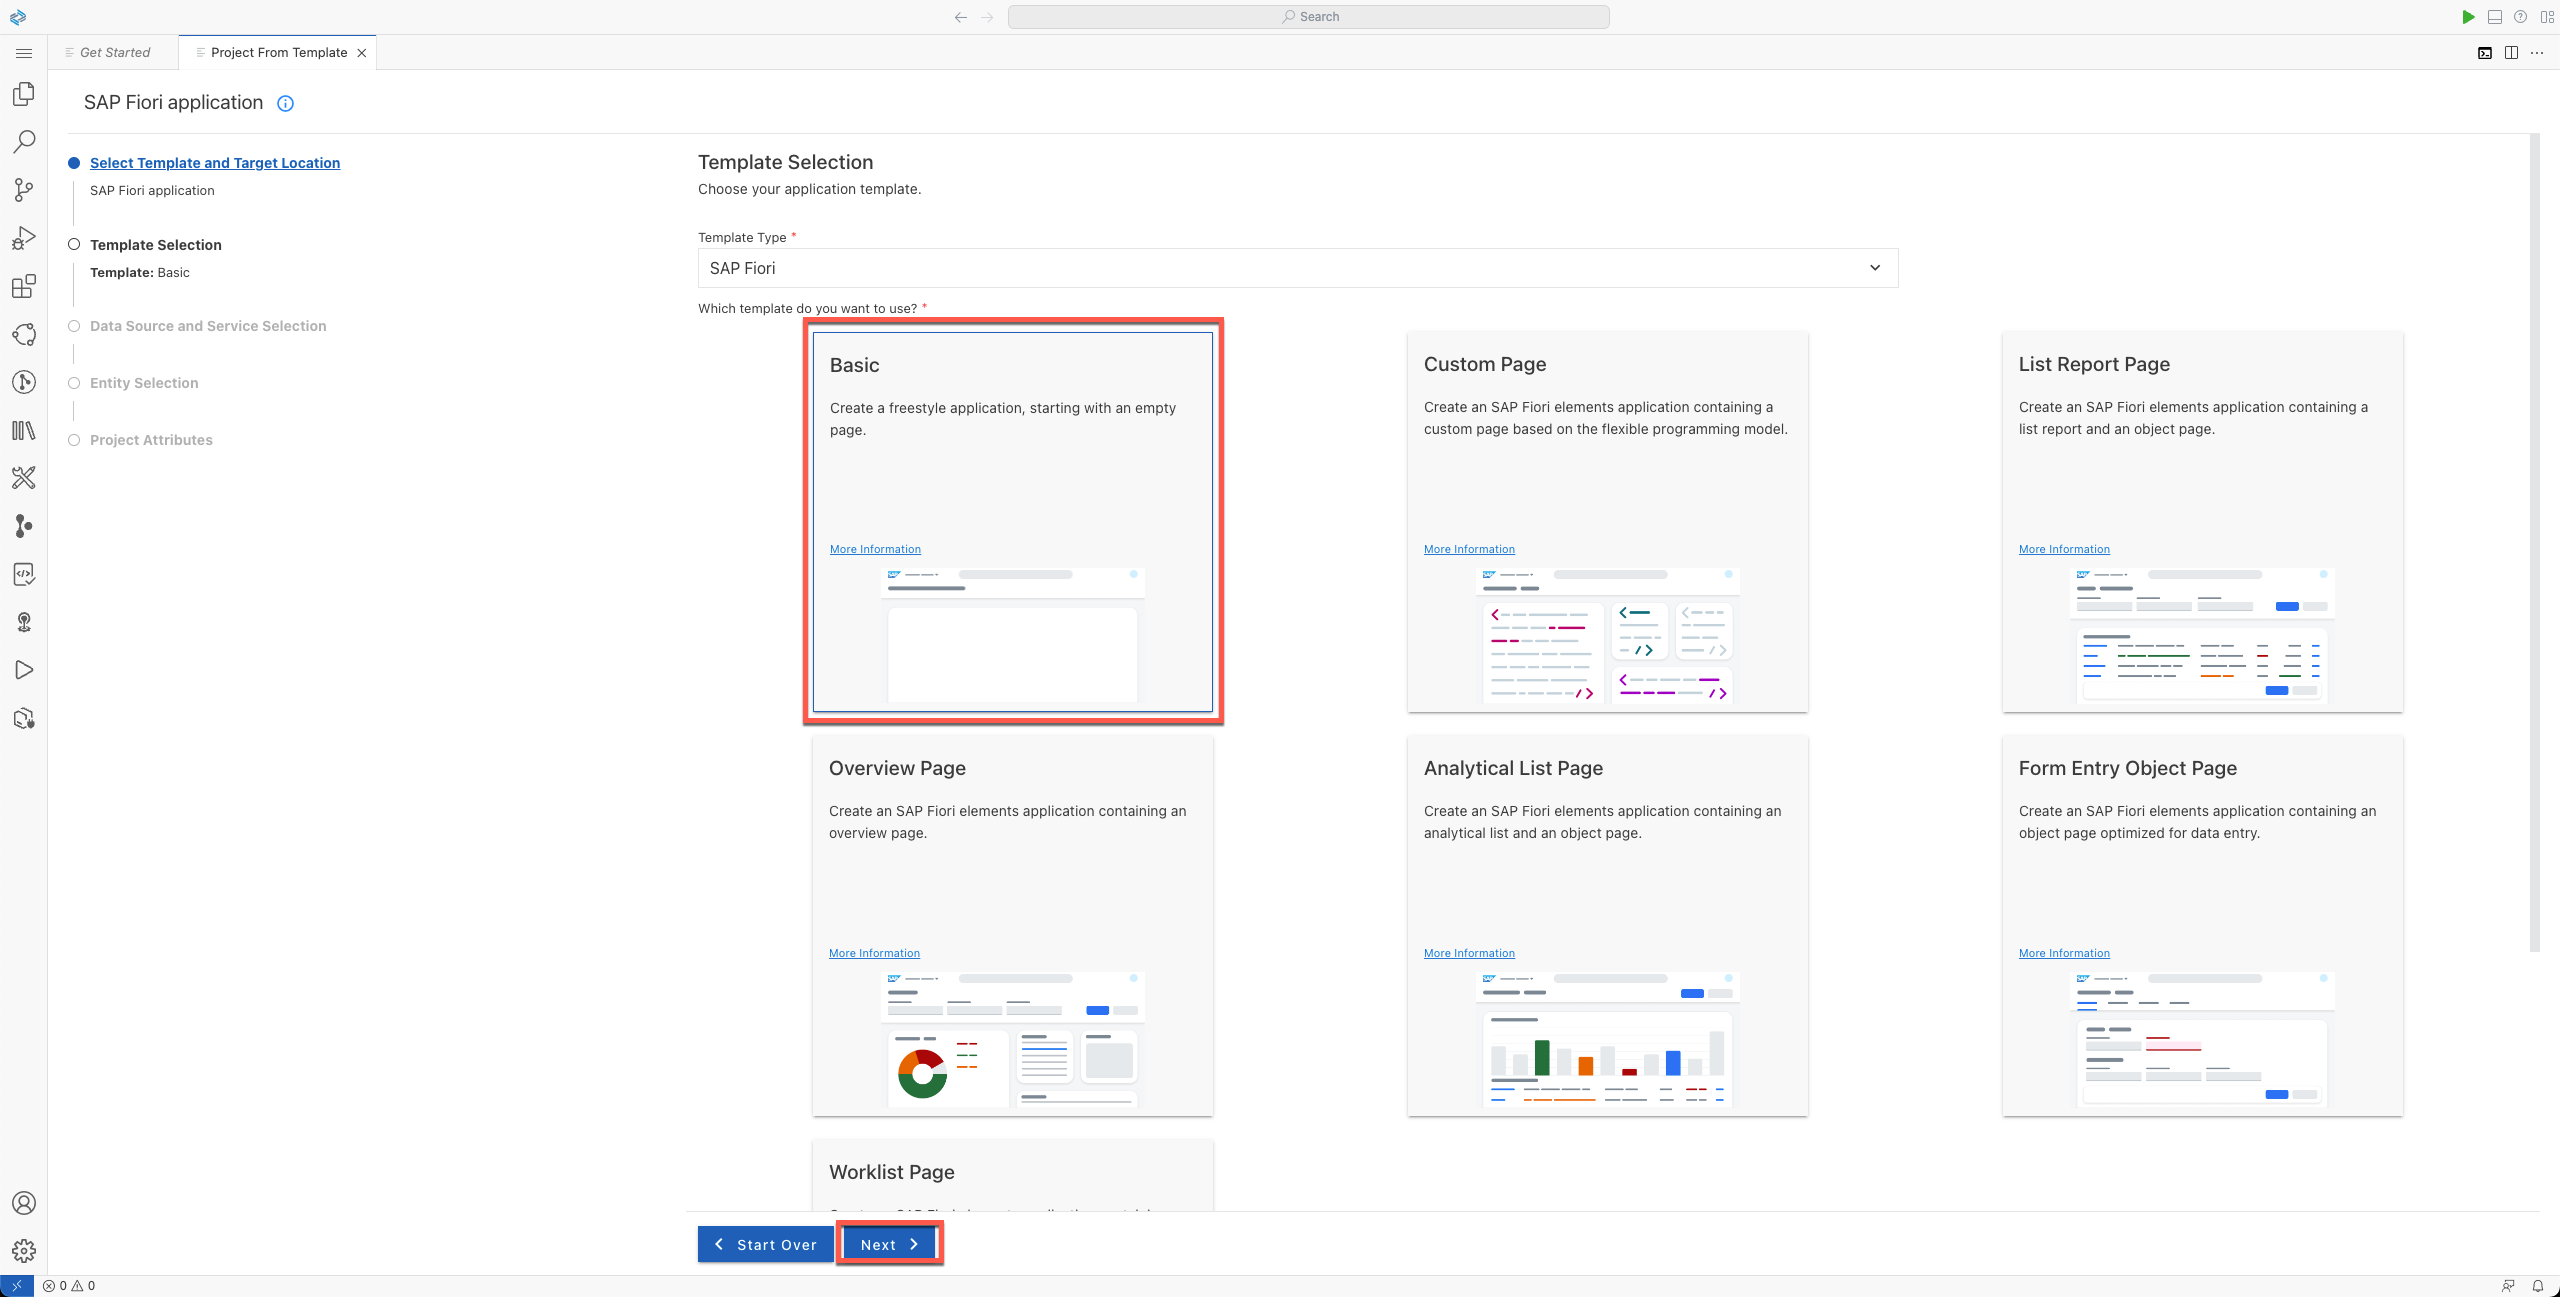 Search
Get Started
Project From Template
SAP Fiori application
Select Template and Target Location
SAP Fiori application
Template Selection
Template: Basic
Data Source and Service Selection
Entity Selection
Project Attributes
Template Selection
Choose your application template.
Template Type *
SAP Fiori
Which template do you want to use? *
Basic
Create a freestyle application, starting with an empty
page.
More Information
Custom Page
Create an SAP Fiori elements application containing a
custom page based on the flexible programming model.
More Information
List Report Page
Create an SAP Fiori elements application containing a
list report and an object page.
More Information
Overview Page
Create an SAP Fiori elements application containing an
overview page.
More Information
Analytical List Page
Create an SAP Fiori elements application containing an
analytical list and an object page.
More Information
Form Entry Object Page
Create an SAP Fiori elements application containing an
object page optimized for data entry.
More Information
Worklist Page
Start Over
Next
0 0